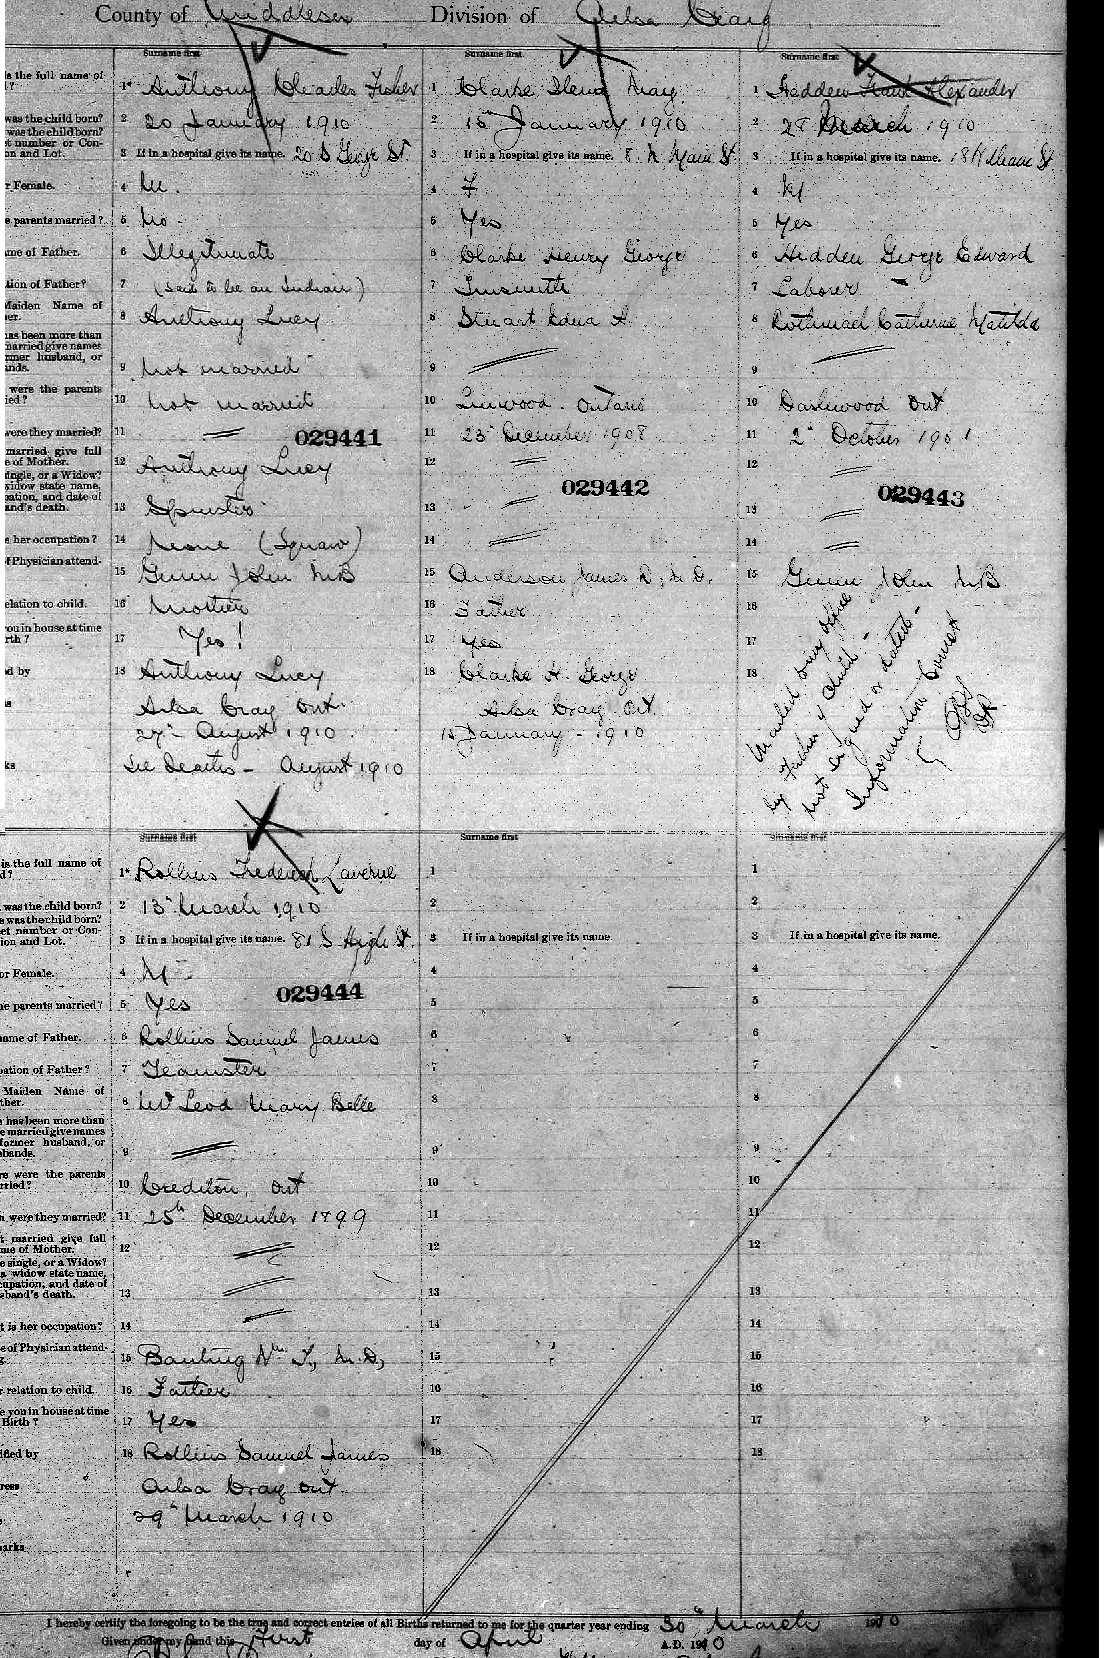 County of Middlesex Division of Ailsa Craig
Surname first
Surname first
Surname first
is the full name of
1 Anthony Charles Fisher
1 Clarke Ilena May
1 Hedden Frank Alexander
was the child born?
2 20 January 1910
2 15 January 1910
2 28 March 1910
was the child born?
et number or Con-
on and Lot.
3 If in a hospital give its name. 20 S George St.
3 If in a hospital give its name. 8 N Main St
3 If in a hospital give its name. 18 N Main St
r Female.
4 M.
4 F
4 M
e parents married?
5 No.
5 Yes
5 Yes
me of Father.
6 Illegitimate
6 Clarke Henry George
6 Hedden George Edward
tion of Father?
7 (said to be an Indian)
7 Tinsmith
7 Laborer
Maiden Name of
er.
8 Anthony Lucy
8 Stuart Edna A.
8 Rothmael Catharine Matilda
has been more than
married give names
mer husband, or
ands.
9 Not married
9
9
were the parents
ied?
10 Not married
10 Linwood Ontario
10 Dashwood Ont
were they married?
11
029441
11 23 December 1908
11 2 October 1901
married give full
e of Mother.
12 Anthony Lucy
12
12
029442
029443
ingle, or a Widow?
widow state name,
pation, and date of
and's death.
13 Spinster
13
13
s her occupation?
14 None (Squaw)
14
14
f Physician attend-
15 Gunn John MB
15 Anderson James D, M.D.
15 Gunn John MB
elation to child.
16 Mother
16 Father
16
you in house at time
rth?
17 Yes!
17 Yes
17
d by
18 Anthony Lucy
18 Clarke H. George
18
Ailsa Craig Ont.
Ailsa Craig Ont.
27 August 1910.
15 January - 1910
ks
See Deaths - August 1910
Mailed to my office
by Father of child -
not signed or dated -
Information Correct
Surname first
Surname first
Surname first
is the full name of
d?
1 Rollins Frederick Laverne
1
1
was the child born?
2 13 March 1910
2
2
e was the child born?
et number or Con-
ion and Lot.
3 If in a hospital give its name. 81 S High St.
3 If in a hospital give its name
3 If in a hospital give its name.
or Female.
4 M
4
4
029444
he parents married?
5 Yes
5
5
name of Father.
6 Rollins Samuel James
6
6
pation of Father?
7 Teamster
7
7
Maiden Name of
ther.
8 McLeod Mary Belle
8
8
e has been more than
e married give names
former husband, or
sbands.
9
9
9
re were the parents
rried?
10 Crediton, Ont
10
10
n were they married?
11 25th December 1899
11
11
t married give full
me of Mother.
12
12
12
e single, or a Widow?
a widow state name,
cupation, and date of
sband's death.
13
13
13
t is her occupation?
14
14
14
e of Physician attend-
g.
15 Banting Wm T., M.D.,
15
15
r relation to child.
16 Father
16
16
e you in house at time
Birth?
17 Yes
17
17
ified by
18 Rollins Samuel James
18
18
ress
Ailsa Craig Ont.
29 March 1910
arks
I hereby certify the foregoing to be the true and correct entries of all Births returned to me for the quarter year ending 30th March 1910
Given under my hand this First day of April A.D. 1910